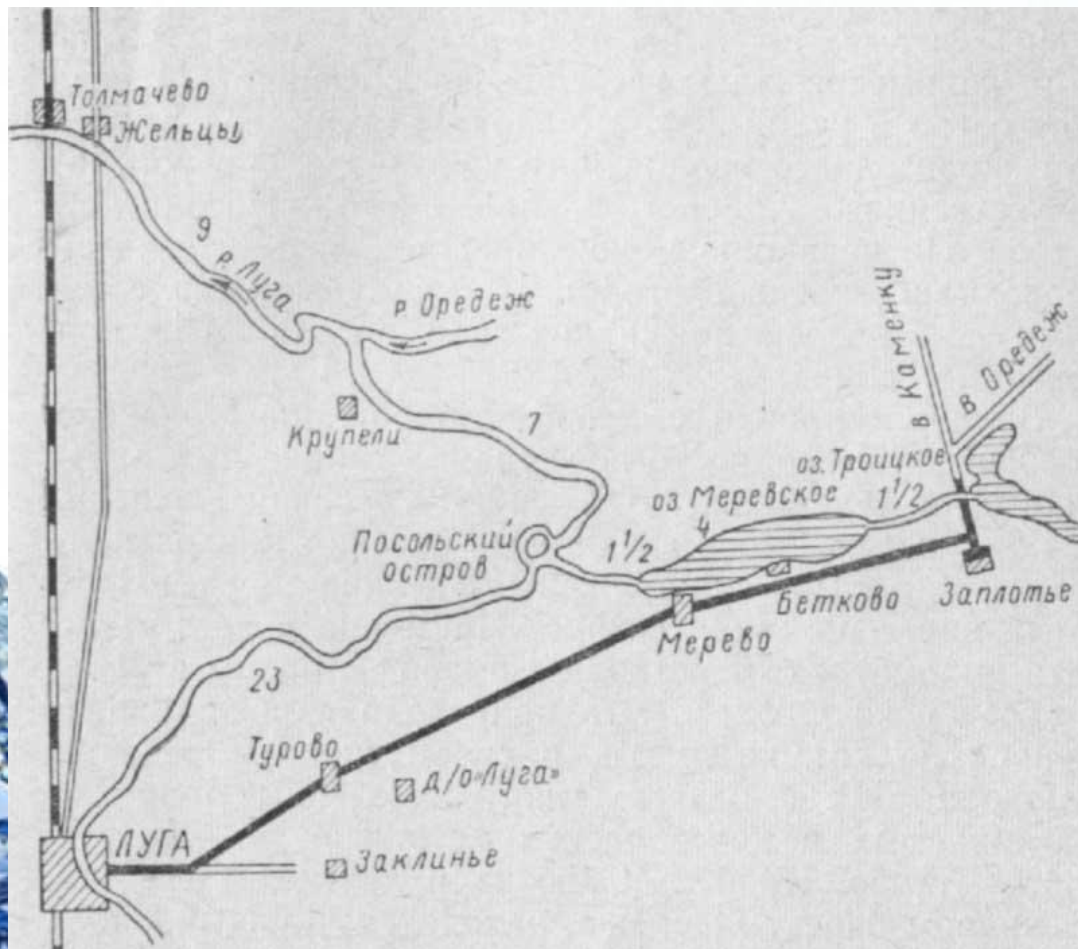 Толмачево
Жельцы
9
р. Луга
р. Оредеж
в Каменку
в Оредеж
Крупели
7
оз. Троицкое
оз. Меревское
4
1 1/2
Посольский
остров
1 1/2
Бетково
Заплотье
Мерево
23
Турово
д/о «Луга»
ЛУГА
Заклинье